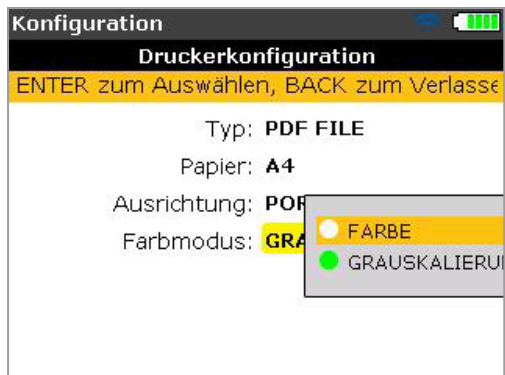 Konfiguration
Druckerkonfiguration
ENTER zum Auswählen, BACK zum Verlasse
Typ: PDF FILE
Papier: A4
Ausrichtung: POR
Farbmodus: GRA
FARBE
GRAUSKALIERU